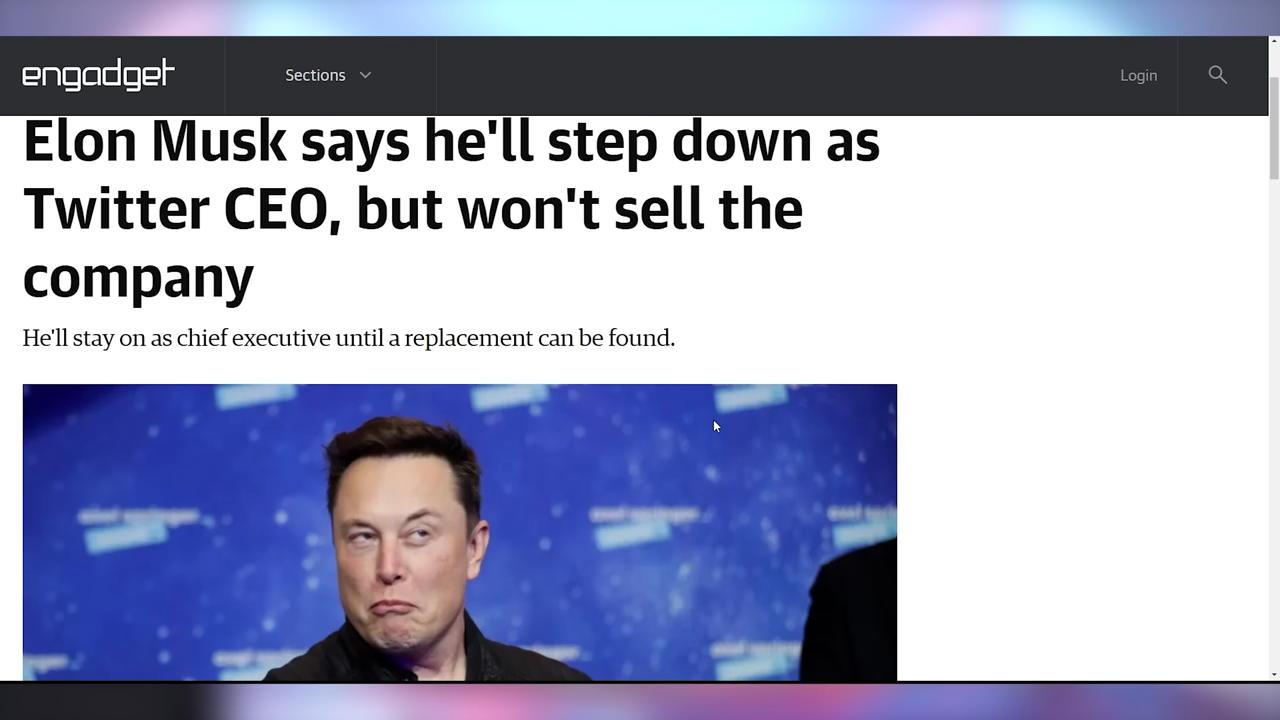 engadget
Sections
Login
Elon Musk says he'll step down as
Twitter CEO, but won't sell the
company
He'll stay on as chief executive until a replacement can be found.